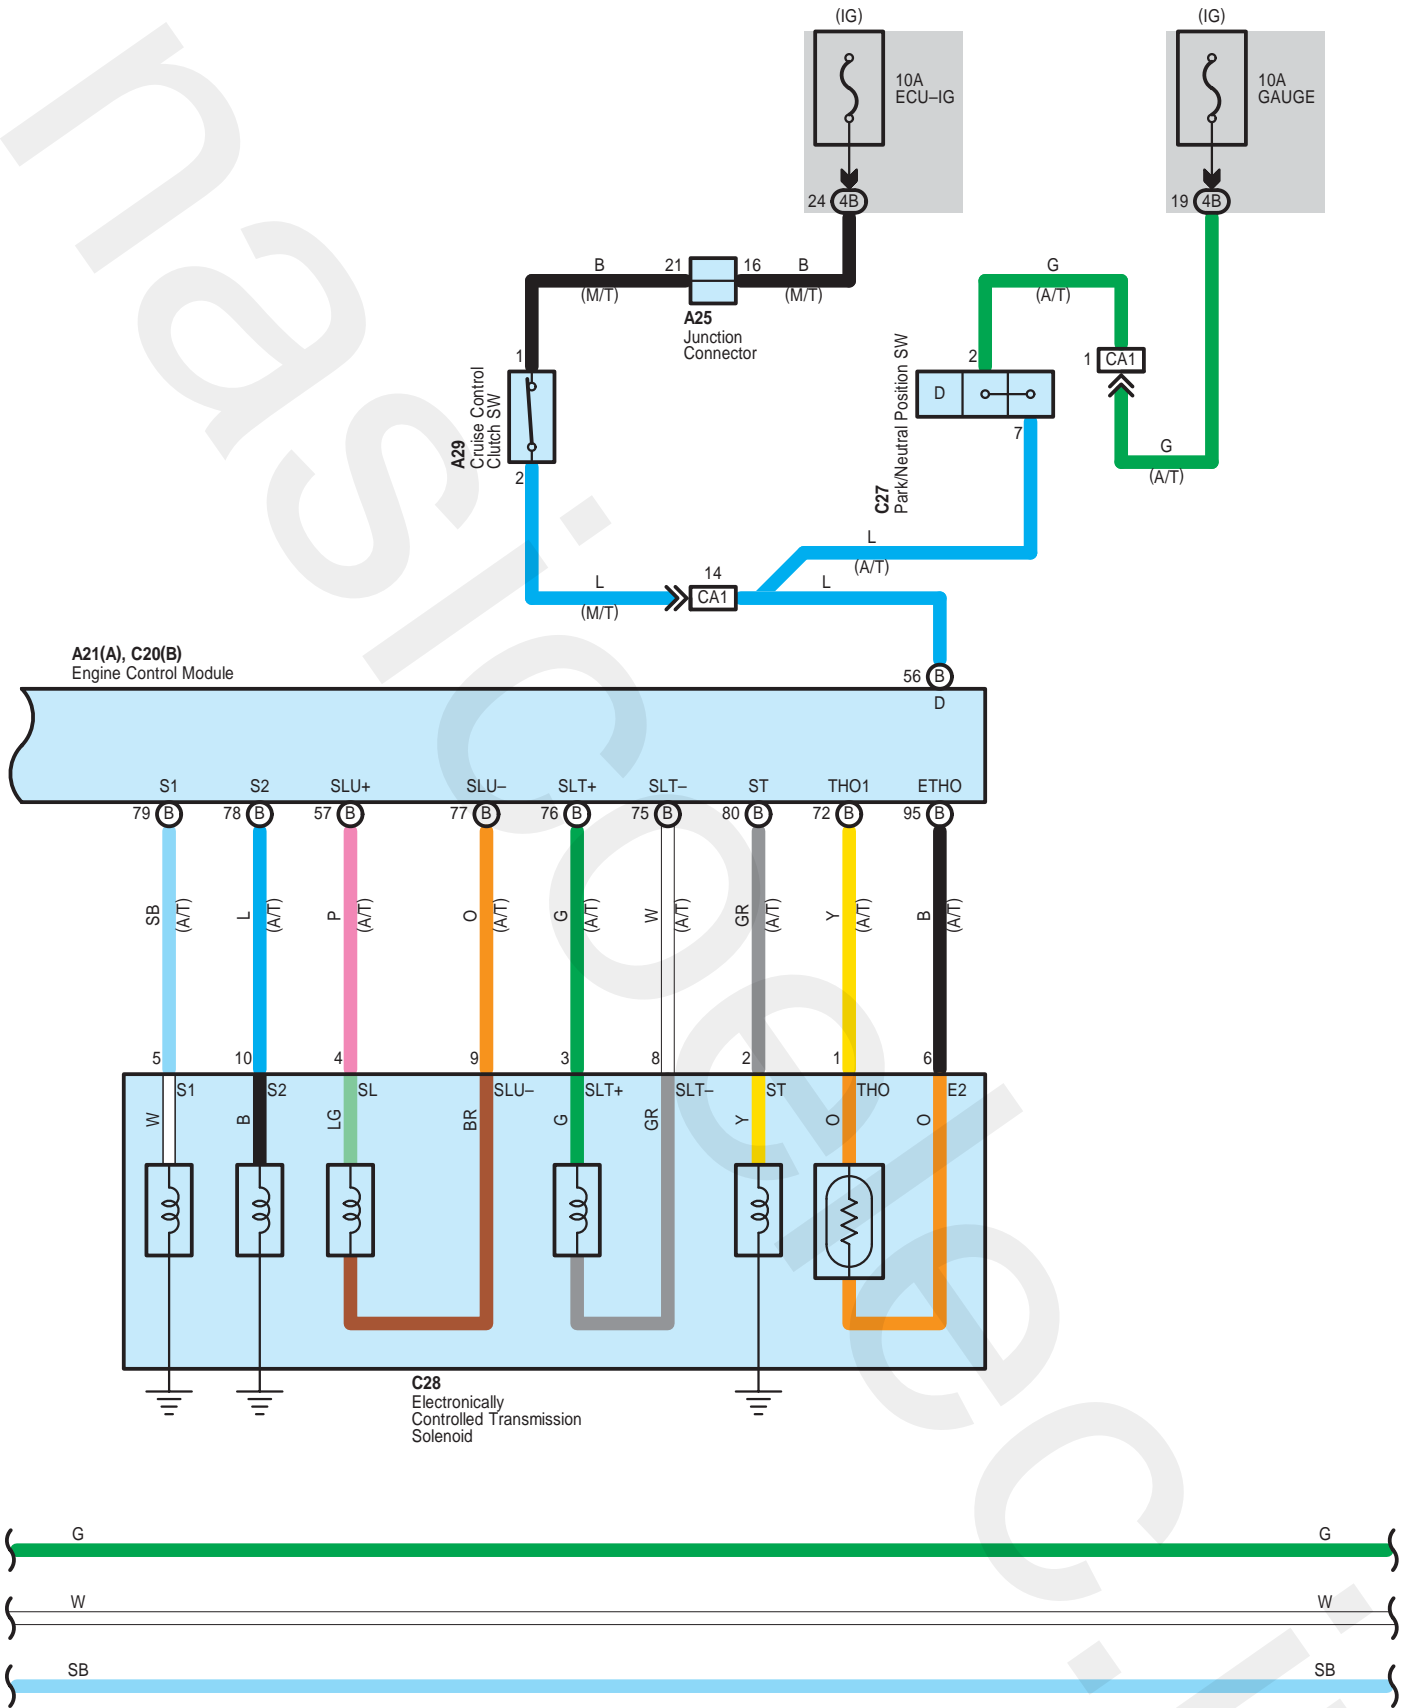 (IG)
(IG)
10A
ECU–IG
10A
GAUGE
24 4B
19 4B
B 21 16 B
(M/T) (M/T)
A25
Junction
Connector
G
(A/T)
1 CA1
1
A29
Cruise Control
Clutch SW
2
2
D
7
C27
Park/Neutral Position SW
G
(A/T)
L
(A/T)
L
(M/T)
14
CA1
L
A21(A), C20(B)
Engine Control Module
56 B
D
S1 S2 SLU+ SLU– SLT+ SLT– ST THO1 ETHO
79 B 78 B 57 B 77 B 76 B 75 B 80 B 72 B 95 B
SB (A/T) L (A/T) P (A/T) O (A/T) G (A/T) W (A/T) GR (A/T) Y (A/T) B (A/T)
5 10 4 9 3 8 2 1 6
S1 S2 SL SLU– SLT+ SLT– ST THO E2
W B LG BR G GR Y O O
C28
Electronically
Controlled Transmission
Solenoid
G G
W W
SB SB
nasicoelec.i